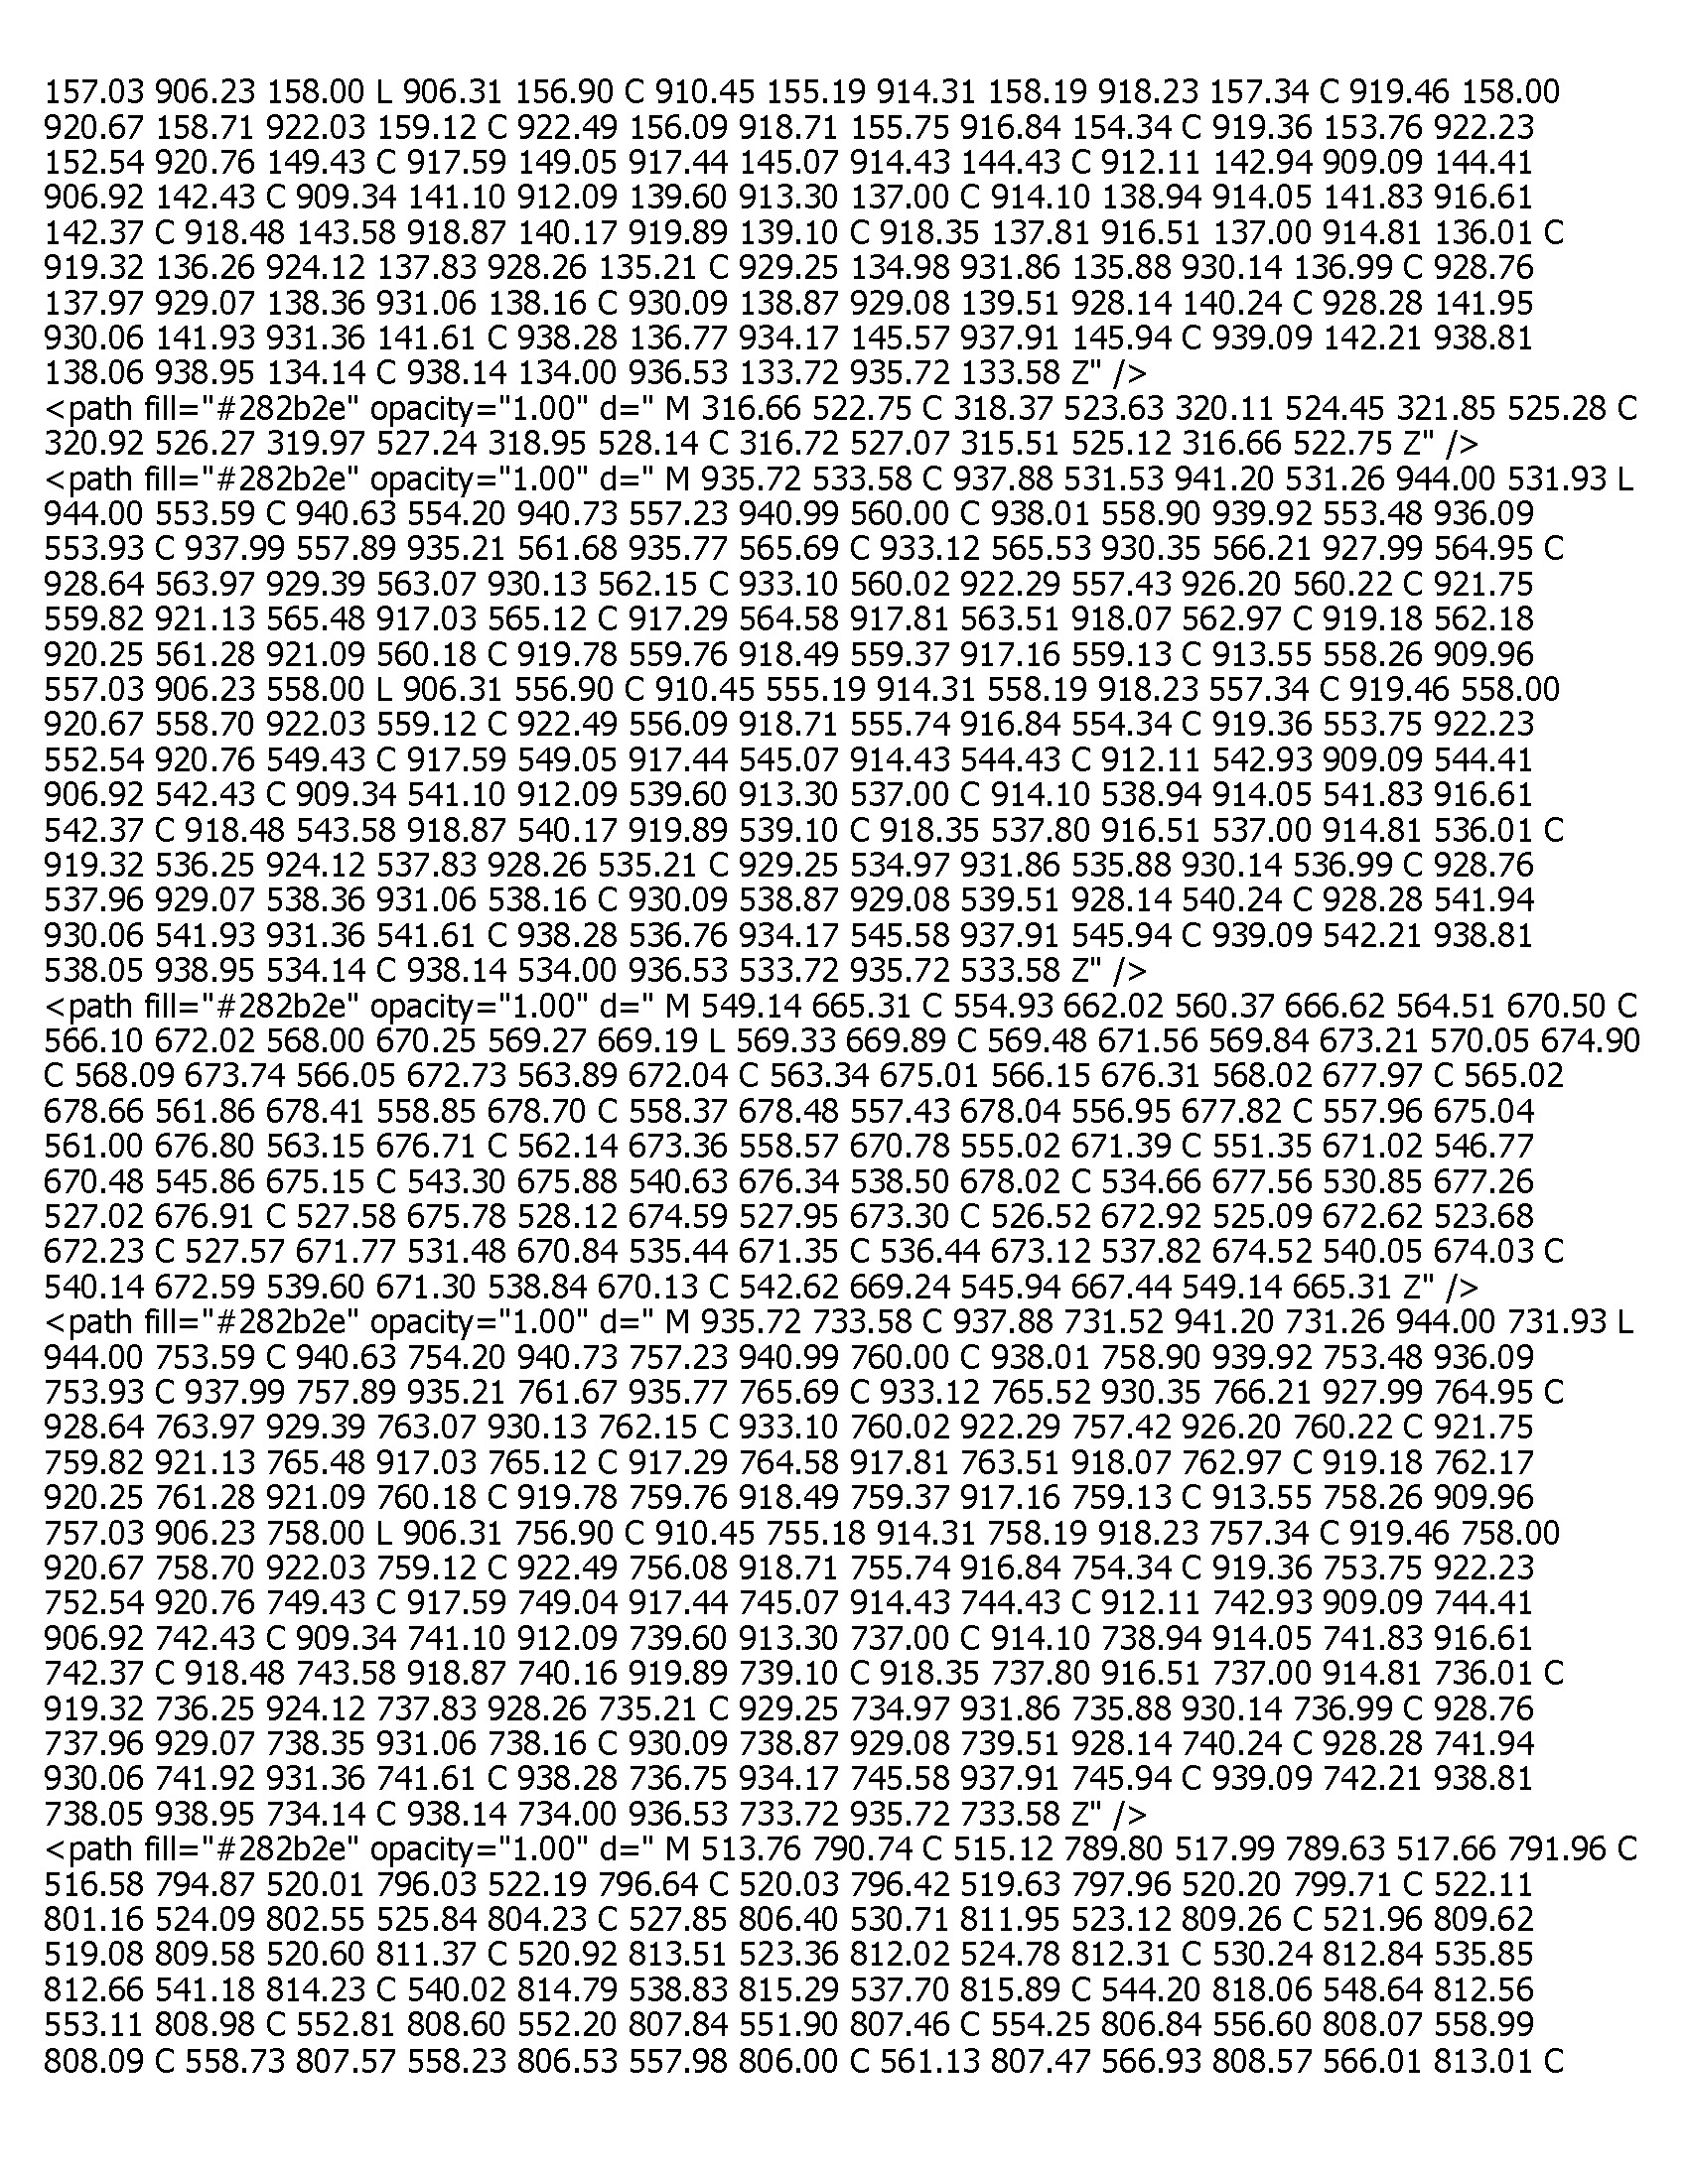 157.03 906.23 158.00 L 906.31 156.90 C 910.45 155.19 914.31 158.19 918.23 157.34 C 919.46 158.00
920.67 158.71 922.03 159.12 C 922.49 156.09 918.71 155.75 916.84 154.34 C 919.36 153.76 922.23
152.54 920.76 149.43 C 917.59 149.05 917.44 145.07 914.43 144.43 C 912.11 142.94 909.09 144.41
906.92 142.43 C 909.34 141.10 912.09 139.60 913.30 137.00 C 914.10 138.94 914.05 141.83 916.61
142.37 C 918.48 143.58 918.87 140.17 919.89 139.10 C 918.35 137.81 916.51 137.00 914.81 136.01 C
919.32 136.26 924.12 137.83 928.26 135.21 C 929.25 134.98 931.86 135.88 930.14 136.99 C 928.76
137.97 929.07 138.36 931.06 138.16 C 930.09 138.87 929.08 139.51 928.14 140.24 C 928.28 141.95
930.06 141.93 931.36 141.61 C 938.28 136.77 934.17 145.57 937.91 145.94 C 939.09 142.21 938.81
138.06 938.95 134.14 C 938.14 134.00 936.53 133.72 935.72 133.58 Z" />
<path fill="#282b2e" opacity="1.00" d=" M 316.66 522.75 C 318.37 523.63 320.11 524.45 321.85 525.28 C
320.92 526.27 319.97 527.24 318.95 528.14 C 316.72 527.07 315.51 525.12 316.66 522.75 Z" />
<path fill="#282b2e" opacity="1.00" d=" M 935.72 533.58 C 937.88 531.53 941.20 531.26 944.00 531.93 L
944.00 553.59 C 940.63 554.20 940.73 557.23 940.99 560.00 C 938.01 558.90 939.92 553.48 936.09
553.93 C 937.99 557.89 935.21 561.68 935.77 565.69 C 933.12 565.53 930.35 566.21 927.99 564.95 C
928.64 563.97 929.39 563.07 930.13 562.15 C 933.10 560.02 922.29 557.43 926.20 560.22 C 921.75
559.82 921.13 565.48 917.03 565.12 C 917.29 564.58 917.81 563.51 918.07 562.97 C 919.18 562.18
920.25 561.28 921.09 560.18 C 919.78 559.76 918.49 559.37 917.16 559.13 C 913.55 558.26 909.96
557.03 906.23 558.00 L 906.31 556.90 C 910.45 555.19 914.31 558.19 918.23 557.34 C 919.46 558.00
920.67 558.70 922.03 559.12 C 922.49 556.09 918.71 555.74 916.84 554.34 C 919.36 553.75 922.23
552.54 920.76 549.43 C 917.59 549.05 917.44 545.07 914.43 544.43 C 912.11 542.93 909.09 544.41
906.92 542.43 C 909.34 541.10 912.09 539.60 913.30 537.00 C 914.10 538.94 914.05 541.83 916.61
542.37 C 918.48 543.58 918.87 540.17 919.89 539.10 C 918.35 537.80 916.51 537.00 914.81 536.01 C
919.32 536.25 924.12 537.83 928.26 535.21 C 929.25 534.97 931.86 535.88 930.14 536.99 C 928.76
537.96 929.07 538.36 931.06 538.16 C 930.09 538.87 929.08 539.51 928.14 540.24 C 928.28 541.94
930.06 541.93 931.36 541.61 C 938.28 536.76 934.17 545.58 937.91 545.94 C 939.09 542.21 938.81
538.05 938.95 534.14 C 938.14 534.00 936.53 533.72 935.72 533.58 Z" />
<path fill="#282b2e" opacity="1.00" d=" M 549.14 665.31 C 554.93 662.02 560.37 666.62 564.51 670.50 C
566.10 672.02 568.00 670.25 569.27 669.19 L 569.33 669.89 C 569.48 671.56 569.84 673.21 570.05 674.90
C 568.09 673.74 566.05 672.73 563.89 672.04 C 563.34 675.01 566.15 676.31 568.02 677.97 C 565.02
678.66 561.86 678.41 558.85 678.70 C 558.37 678.48 557.43 678.04 556.95 677.82 C 557.96 675.04
561.00 676.80 563.15 676.71 C 562.14 673.36 558.57 670.78 555.02 671.39 C 551.35 671.02 546.77
670.48 545.86 675.15 C 543.30 675.88 540.63 676.34 538.50 678.02 C 534.66 677.56 530.85 677.26
527.02 676.91 C 527.58 675.78 528.12 674.59 527.95 673.30 C 526.52 672.92 525.09 672.62 523.68
672.23 C 527.57 671.77 531.48 670.84 535.44 671.35 C 536.44 673.12 537.82 674.52 540.05 674.03 C
540.14 672.59 539.60 671.30 538.84 670.13 C 542.62 669.24 545.94 667.44 549.14 665.31 Z" />
<path fill="#282b2e" opacity="1.00" d=" M 935.72 733.58 C 937.88 731.52 941.20 731.26 944.00 731.93 L
944.00 753.59 C 940.63 754.20 940.73 757.23 940.99 760.00 C 938.01 758.90 939.92 753.48 936.09
753.93 C 937.99 757.89 935.21 761.67 935.77 765.69 C 933.12 765.52 930.35 766.21 927.99 764.95 C
928.64 763.97 929.39 763.07 930.13 762.15 C 933.10 760.02 922.29 757.42 926.20 760.22 C 921.75
759.82 921.13 765.48 917.03 765.12 C 917.29 764.58 917.81 763.51 918.07 762.97 C 919.18 762.17
920.25 761.28 921.09 760.18 C 919.78 759.76 918.49 759.37 917.16 759.13 C 913.55 758.26 909.96
757.03 906.23 758.00 L 906.31 756.90 C 910.45 755.18 914.31 758.19 918.23 757.34 C 919.46 758.00
920.67 758.70 922.03 759.12 C 922.49 756.08 918.71 755.74 916.84 754.34 C 919.36 753.75 922.23
752.54 920.76 749.43 C 917.59 749.04 917.44 745.07 914.43 744.43 C 912.11 742.93 909.09 744.41
906.92 742.43 C 909.34 741.10 912.09 739.60 913.30 737.00 C 914.10 738.94 914.05 741.83 916.61
742.37 C 918.48 743.58 918.87 740.16 919.89 739.10 C 918.35 737.80 916.51 737.00 914.81 736.01 C
919.32 736.25 924.12 737.83 928.26 735.21 C 929.25 734.97 931.86 735.88 930.14 736.99 C 928.76
737.96 929.07 738.35 931.06 738.16 C 930.09 738.87 929.08 739.51 928.14 740.24 C 928.28 741.94
930.06 741.92 931.36 741.61 C 938.28 736.75 934.17 745.58 937.91 745.94 C 939.09 742.21 938.81
738.05 938.95 734.14 C 938.14 734.00 936.53 733.72 935.72 733.58 Z" />
<path fill="#282b2e" opacity="1.00" d=" M 513.76 790.74 C 515.12 789.80 517.99 789.63 517.66 791.96 C
516.58 794.87 520.01 796.03 522.19 796.64 C 520.03 796.42 519.63 797.96 520.20 799.71 C 522.11
801.16 524.09 802.55 525.84 804.23 C 527.85 806.40 530.71 811.95 523.12 809.26 C 521.96 809.62
519.08 809.58 520.60 811.37 C 520.92 813.51 523.36 812.02 524.78 812.31 C 530.24 812.84 535.85
812.66 541.18 814.23 C 540.02 814.79 538.83 815.29 537.70 815.89 C 544.20 818.06 548.64 812.56
553.11 808.98 C 552.81 808.60 552.20 807.84 551.90 807.46 C 554.25 806.84 556.60 808.07 558.99
808.09 C 558.73 807.57 558.23 806.53 557.98 806.00 C 561.13 807.47 566.93 808.57 566.01 813.01 C